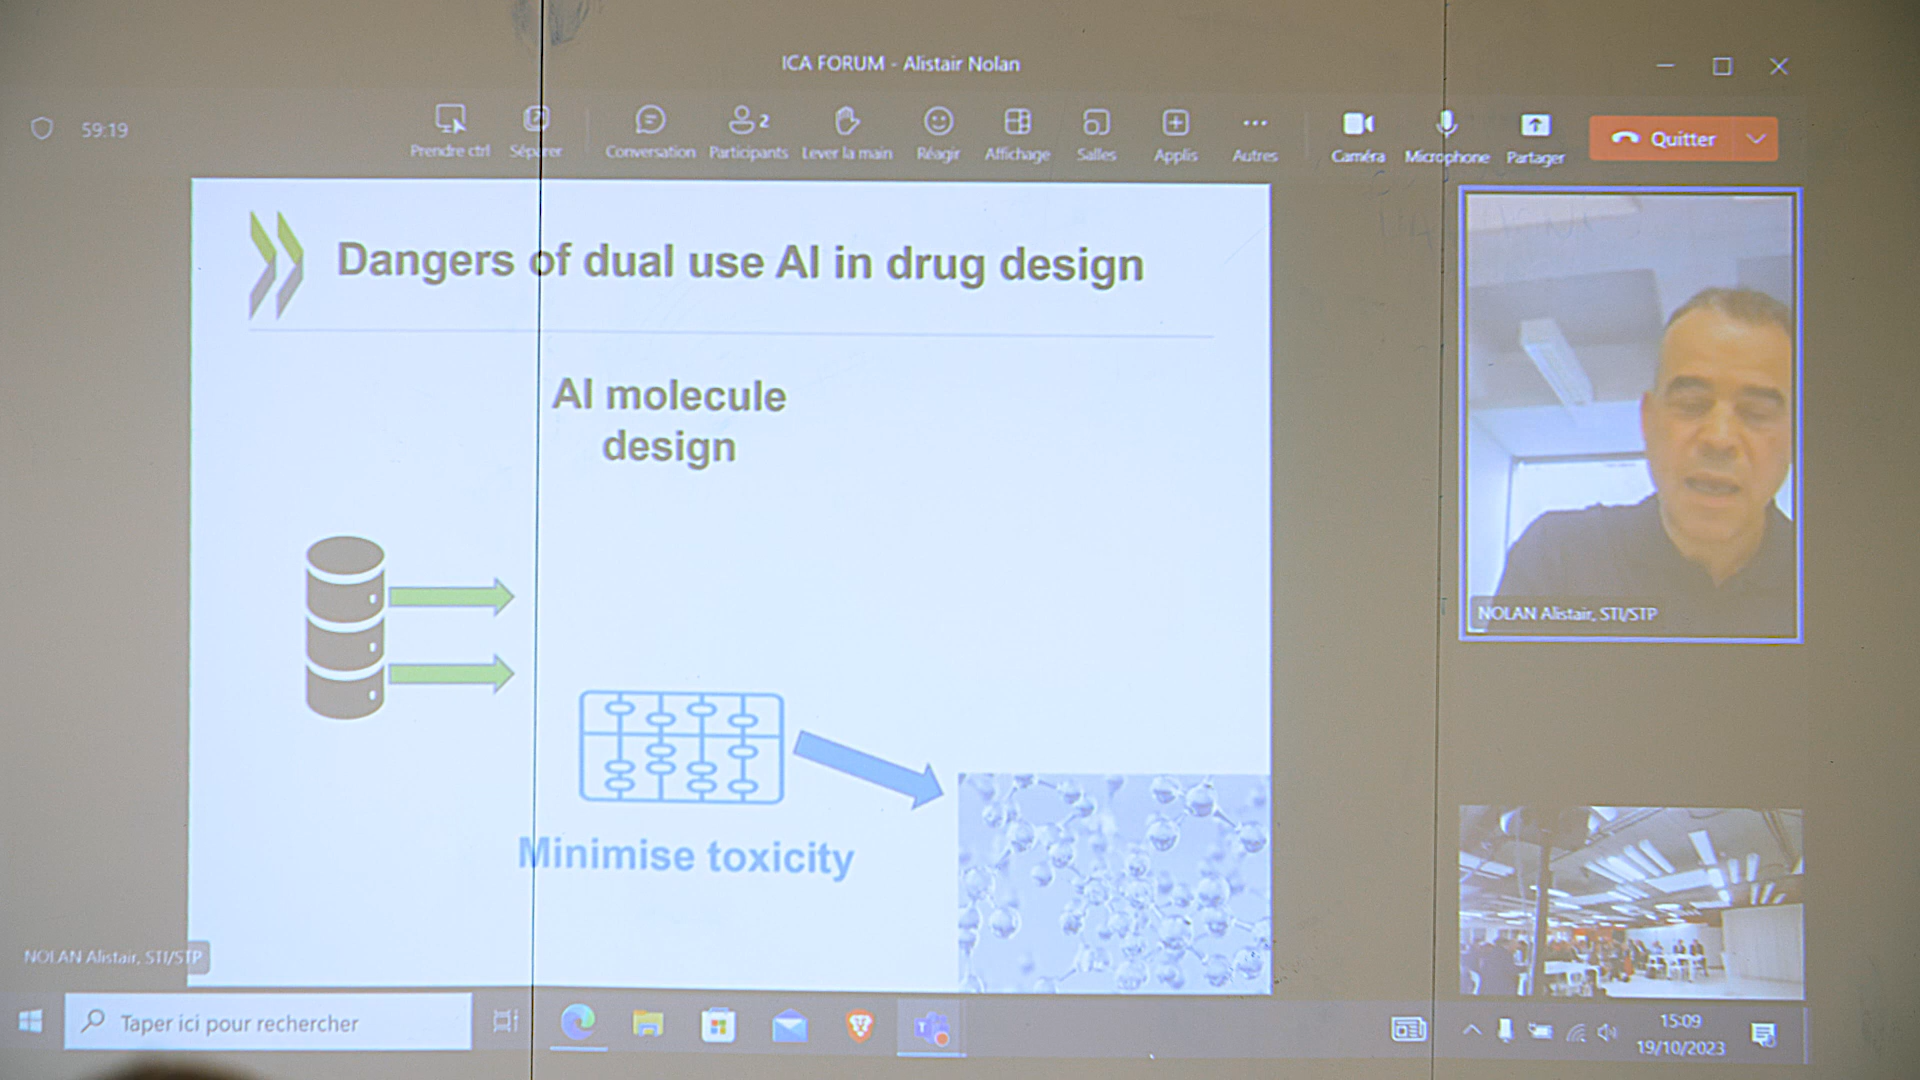 ICA FORUM - Alistair Nolan
59:19
Prendre ctrl
Séparer
Conversation
2
Participants
Lever la main
Réagir
Affichage
Salles
Applis
Autres
Caméra
Microphone
Partager
Quitter
Dangers of dual use AI in drug design
AI molecule
design
Minimise toxicity
NOLAN Alistair, STI/STP
NOLAN Alistair, STI/STP
Taper ici pour rechercher
15:09
19/10/2023